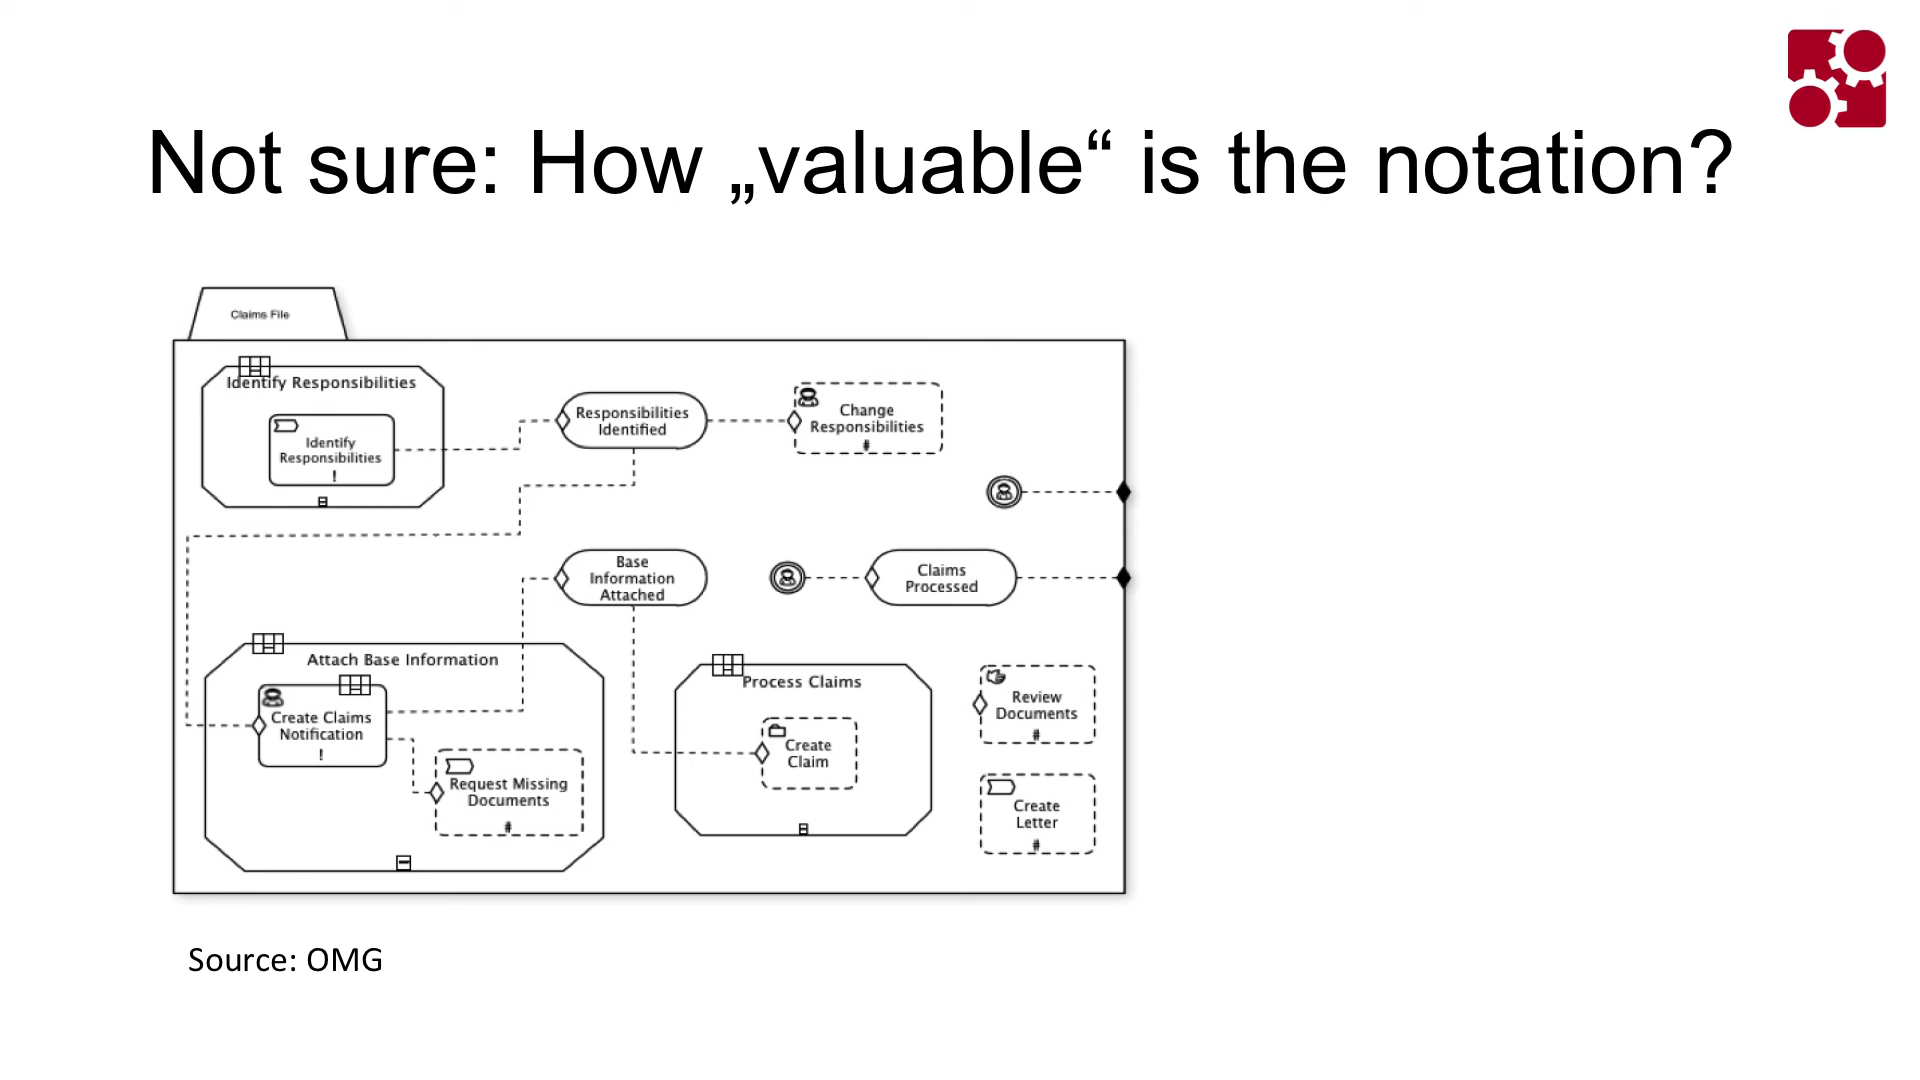 Not sure: How „valuable“ is the notation?
Claims File
Identify Responsibilities
Identify
Responsibilities
!
Responsibilities
Identified
Change
Responsibilities
#
Base
Information
Attached
Claims
Processed
Attach Base Information
Create Claims
Notification
!
Request Missing
Documents
#
Process Claims
Create
Claim
Review
Documents
#
Create
Letter
#
Source: OMG